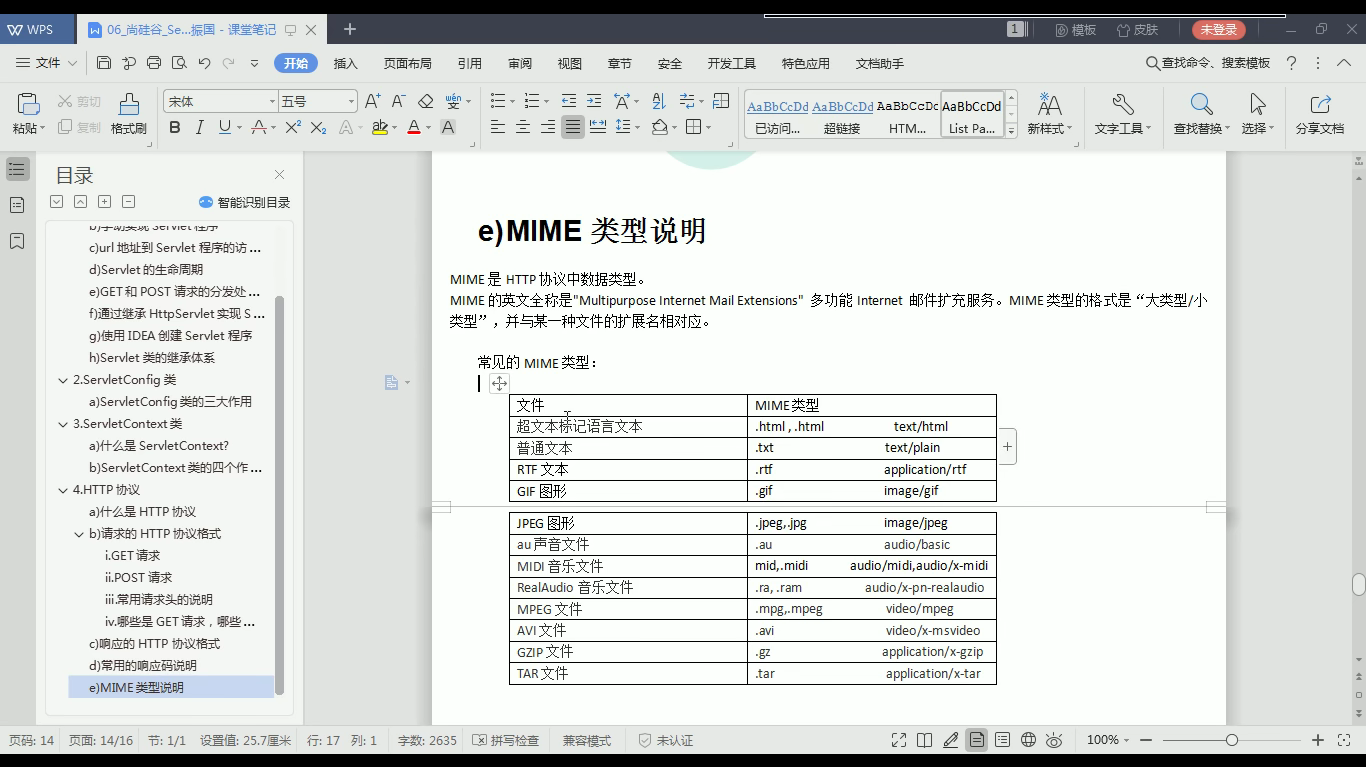 WPS
06_尚硅谷_Se...振国 - 课堂笔记
1
模板
皮肤
未登录
文件
开始
插入
页面布局
引用
审阅
视图
章节
安全
开发工具
特色应用
文档助手
查找命令、搜索模板
粘贴
剪切
复制
格式刷
宋体
五号
AaBbCcDd
已访问...
AaBbCcDd
超链接
AaBbCcDc
HTM...
AaBbCcDd
List Pa...
新样式
文字工具
查找替换
选择
分享文档
目录
智能识别目录
b)手动实现 Servlet 程序
c)url 地址到 Servlet 程序的访 ...
d)Servlet 的生命周期
e)GET 和 POST 请求的分发处 ...
f)通过继承 HttpServlet 实现 S ...
g)使用 IDEA 创建 Servlet 程序
h)Servlet 类的继承体系
2.ServletConfig 类
a)ServletConfig 类的三大作用
3.ServletContext 类
a)什么是 ServletContext?
b)ServletContext 类的四个作 ...
4.HTTP 协议
a)什么是 HTTP 协议
b)请求的 HTTP 协议格式
i.GET 请求
ii.POST 请求
iii.常用请求头的说明
iv.哪些是 GET 请求，哪些 ...
c)响应的 HTTP 协议格式
d)常用的响应码说明
e)MIME 类型说明
e)MIME 类型说明
MIME 是 HTTP 协议中数据类型。
MIME 的英文全称是"Multipurpose Internet Mail Extensions" 多功能 Internet 邮件扩充服务。MIME 类型的格式是“大类型/小
类型”，并与某一种文件的扩展名相对应。
常见的 MIME 类型：
文件 MIME 类型
超文本标记语言文本 .html , .html text/html
普通文本 .txt text/plain
RTF 文本 .rtf application/rtf
GIF 图形 .gif image/gif
JPEG 图形 .jpeg,.jpg image/jpeg
au 声音文件 .au audio/basic
MIDI 音乐文件 mid,.midi audio/midi,audio/x-midi
RealAudio 音乐文件 .ra, .ram audio/x-pn-realaudio
MPEG 文件 .mpg,.mpeg video/mpeg
AVI 文件 .avi video/x-msvideo
GZIP 文件 .gz application/x-gzip
TAR 文件 .tar application/x-tar
页码: 14 页面: 14/16 节: 1/1 设置值: 25.7厘米 行: 17 列: 1 字数: 2635 拼写检查 兼容模式 未认证 100%